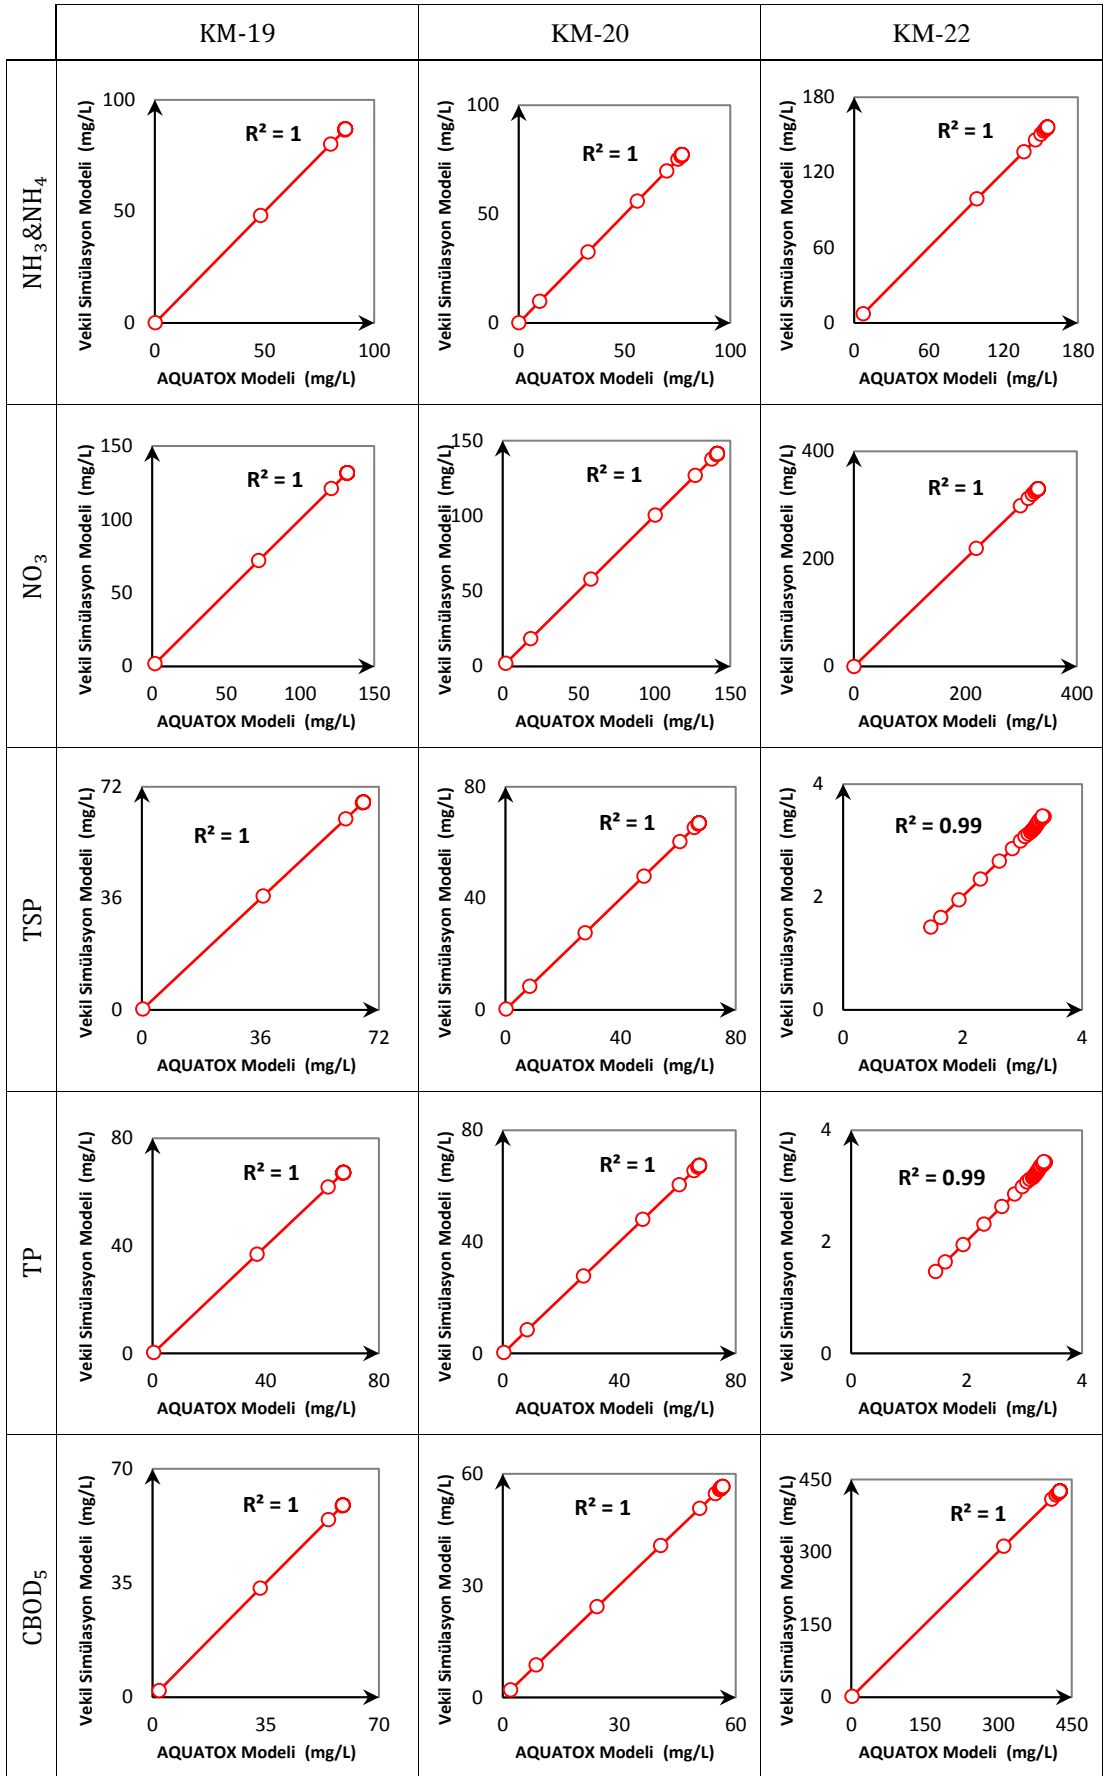 KM-19 KM-20 KM-22
NH₃&NH₄
Vekil Simülasyon Modeli (mg/L)
100
50
0
R² = 1
0 50 100
AQUATOX Modeli (mg/L)
Vekil Simülasyon Modeli (mg/L)
100
50
0
R² = 1
0 50 100
AQUATOX Modeli (mg/L)
Vekil Simülasyon Modeli (mg/L)
180
120
60
0
R² = 1
0 60 120 180
AQUATOX Modeli (mg/L)
NO₃
Vekil Simülasyon Modeli (mg/L)
150
100
50
0
R² = 1
0 50 100 150
AQUATOX Modeli (mg/L)
Vekil Simülasyon Modeli (mg/L)
150
100
50
0
R² = 1
0 50 100 150
AQUATOX Modeli (mg/L)
Vekil Simülasyon Modeli (mg/L)
400
200
0
R² = 1
0 200 400
AQUATOX Modeli (mg/L)
TSP
Vekil Simülasyon Modeli (mg/L)
72
36
0
R² = 1
0 36 72
AQUATOX Modeli (mg/L)
Vekil Simülasyon Modeli (mg/L)
80
40
0
R² = 1
0 40 80
AQUATOX Modeli (mg/L)
Vekil Simülasyon Modeli (mg/L)
4
2
0
R² = 0.99
0 2 4
AQUATOX Modeli (mg/L)
TP
Vekil Simülasyon Modeli (mg/L)
80
40
0
R² = 1
0 40 80
AQUATOX Modeli (mg/L)
Vekil Simülasyon Modeli (mg/L)
80
40
0
R² = 1
0 40 80
AQUATOX Modeli (mg/L)
Vekil Simülasyon Modeli (mg/L)
4
2
0
R² = 0.99
0 2 4
AQUATOX Modeli (mg/L)
CBOD₅
Vekil Simülasyon Modeli (mg/L)
70
35
0
R² = 1
0 35 70
AQUATOX Modeli (mg/L)
Vekil Simülasyon Modeli (mg/L)
60
30
0
R² = 1
0 30 60
AQUATOX Modeli (mg/L)
Vekil Simülasyon Modeli (mg/L)
450
300
150
0
R² = 1
0 150 300 450
AQUATOX Modeli (mg/L)